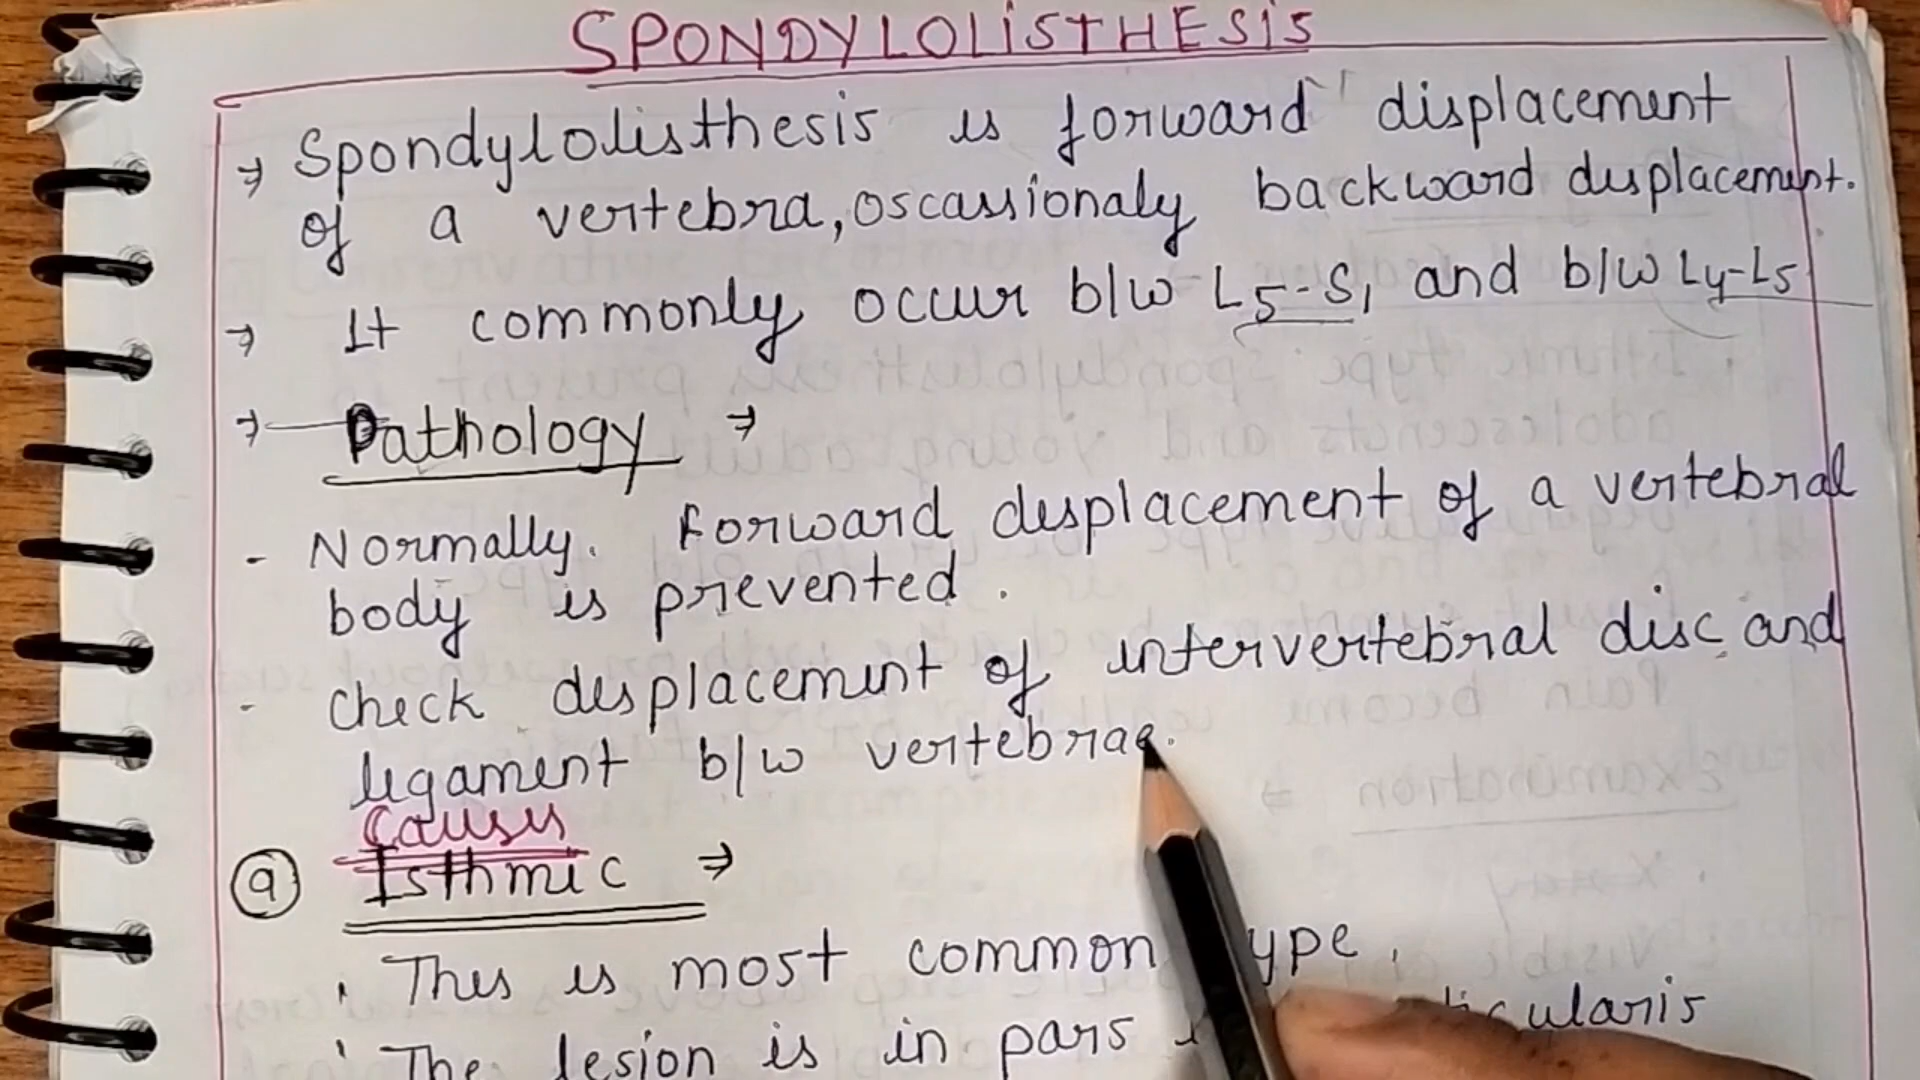 SPONDYLOLISTHESIS
→ Spondylolisthesis is forward displacement
of a vertebra, oscassionaly backward displacement.
→ It commonly occur b/w L5-S1 and b/w L4-L5
→ Pathology →
- Normally. Forward displacement of a vertebral
body is prevented.
- check displacement of intervertebral disc and
ligament b/w vertebrae.
Causes
(a) Isthmic →
. This is most common ype.
. The lesion is in pars cularis